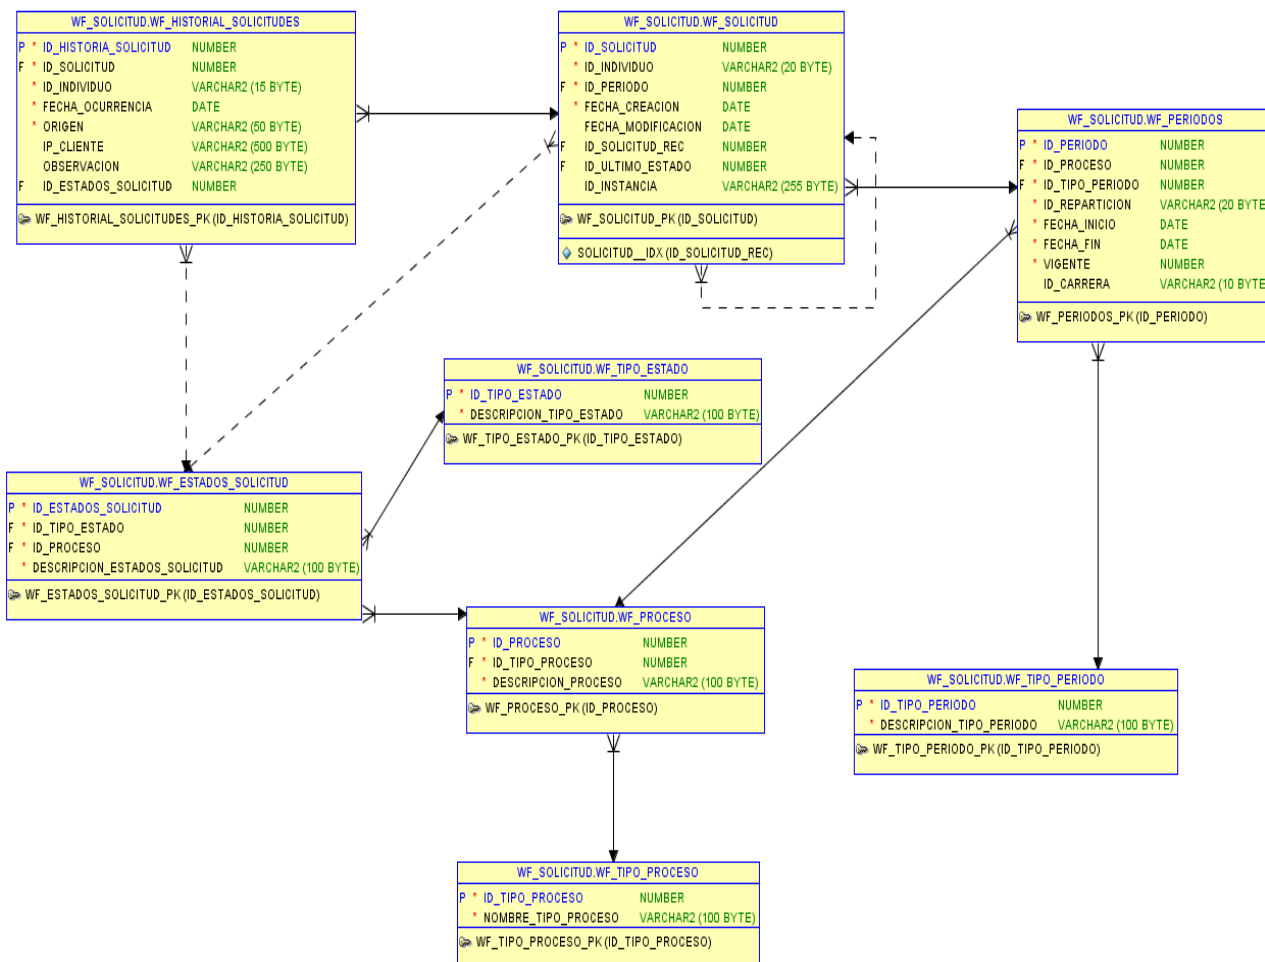 WF_SOLICITUD.WF_HISTORIAL_SOLICITUDES
P * ID_HISTORIA_SOLICITUD NUMBER
F * ID_SOLICITUD NUMBER
* ID_INDIVIDUO VARCHAR2 (15 BYTE)
* FECHA_OCURRENCIA DATE
* ORIGEN VARCHAR2 (50 BYTE)
IP_CLIENTE VARCHAR2 (500 BYTE)
OBSERVACION VARCHAR2 (250 BYTE)
F ID_ESTADOS_SOLICITUD NUMBER
WF_HISTORIAL_SOLICITUDES_PK (ID_HISTORIA_SOLICITUD)
WF_SOLICITUD.WF_SOLICITUD
P * ID_SOLICITUD NUMBER
* ID_INDIVIDUO VARCHAR2 (20 BYTE)
F * ID_PERIODO NUMBER
* FECHA_CREACION DATE
FECHA_MODIFICACION DATE
F ID_SOLICITUD_REC NUMBER
F ID_ULTIMO_ESTADO NUMBER
ID_INSTANCIA VARCHAR2 (255 BYTE)
WF_SOLICITUD_PK (ID_SOLICITUD)
SOLICITUD__IDX (ID_SOLICITUD_REC)
WF_SOLICITUD.WF_PERIODOS
P * ID_PERIODO NUMBER
F * ID_PROCESO NUMBER
F * ID_TIPO_PERIODO NUMBER
* ID_REPARTICION VARCHAR2 (20 BYTE
* FECHA_INICIO DATE
* FECHA_FIN DATE
* VIGENTE NUMBER
ID_CARRERA VARCHAR2 (10 BYTE
WF_PERIODOS_PK (ID_PERIODO)
WF_SOLICITUD.WF_TIPO_ESTADO
P * ID_TIPO_ESTADO NUMBER
* DESCRIPCION_TIPO_ESTADO VARCHAR2 (100 BYTE)
WF_TIPO_ESTADO_PK (ID_TIPO_ESTADO)
WF_SOLICITUD.WF_ESTADOS_SOLICITUD
P * ID_ESTADOS_SOLICITUD NUMBER
F * ID_TIPO_ESTADO NUMBER
F * ID_PROCESO NUMBER
* DESCRIPCION_ESTADOS_SOLICITUD VARCHAR2 (100 BYTE)
WF_ESTADOS_SOLICITUD_PK (ID_ESTADOS_SOLICITUD)
WF_SOLICITUD.WF_PROCESO
P * ID_PROCESO NUMBER
F * ID_TIPO_PROCESO NUMBER
* DESCRIPCION_PROCESO VARCHAR2 (100 BYTE)
WF_PROCESO_PK (ID_PROCESO)
WF_SOLICITUD.WF_TIPO_PERIODO
P * ID_TIPO_PERIODO NUMBER
* DESCRIPCION_TIPO_PERIODO VARCHAR2 (100 BYTE)
WF_TIPO_PERIODO_PK (ID_TIPO_PERIODO)
WF_SOLICITUD.WF_TIPO_PROCESO
P * ID_TIPO_PROCESO NUMBER
* NOMBRE_TIPO_PROCESO VARCHAR2 (100 BYTE)
WF_TIPO_PROCESO_PK (ID_TIPO_PROCESO)